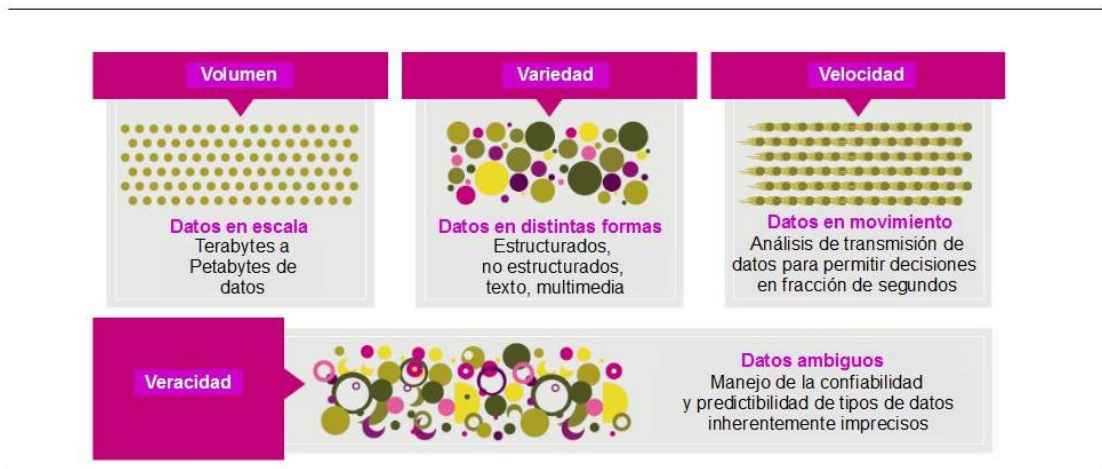 Volumen
Datos en escala
Terabytes a
Petabytes de
datos
Variedad
Datos en distintas formas
Estructurados,
no estructurados,
texto, multimedia
Velocidad
Datos en movimiento
Análisis de transmisión de
datos para permitir decisiones
en fracción de segundos
Veracidad
Datos ambiguos
Manejo de la confiabilidad
y predictibilidad de tipos de datos
inherentemente imprecisos